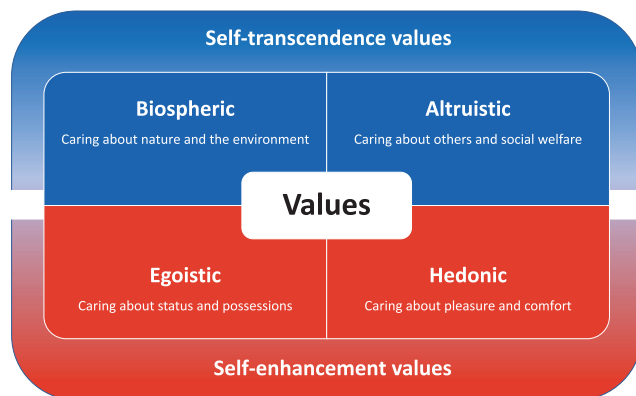 Self-transcendence values
Biospheric
Caring about nature and the environment
Altruistic
Caring about others and social welfare
Values
Egoistic
Caring about status and possessions
Hedonic
Caring about pleasure and comfort
Self-enhancement values